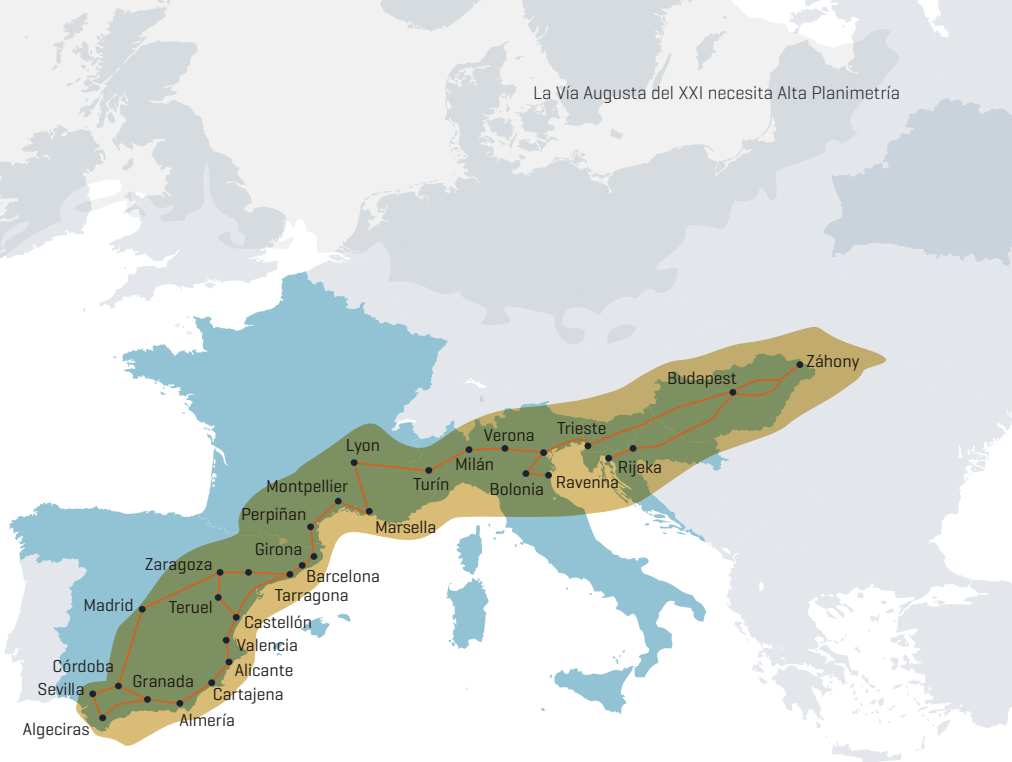 La Vía Augusta del XXI necesita Alta Planimetría
Záhony
Budapest
Trieste
Verona
Lyon
Milán
Rijeka
Turín
Ravenna
Montpellier
Bolonia
Perpiñan
Marsella
Girona
Zaragoza
Barcelona
Tarragona
Madrid
Teruel
Castellón
Valencia
Córdoba
Alicante
Granada
Sevilla
Cartajena
Almería
Algeciras